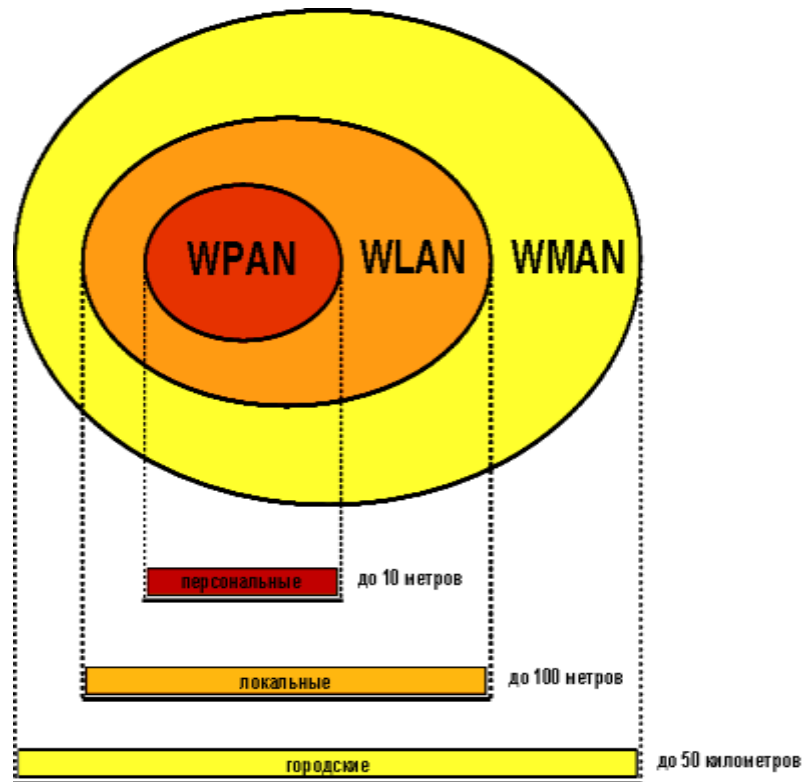 WPAN WLAN WMAN
персональные до 10 метров
локальные до 100 метров
городские до 50 километров